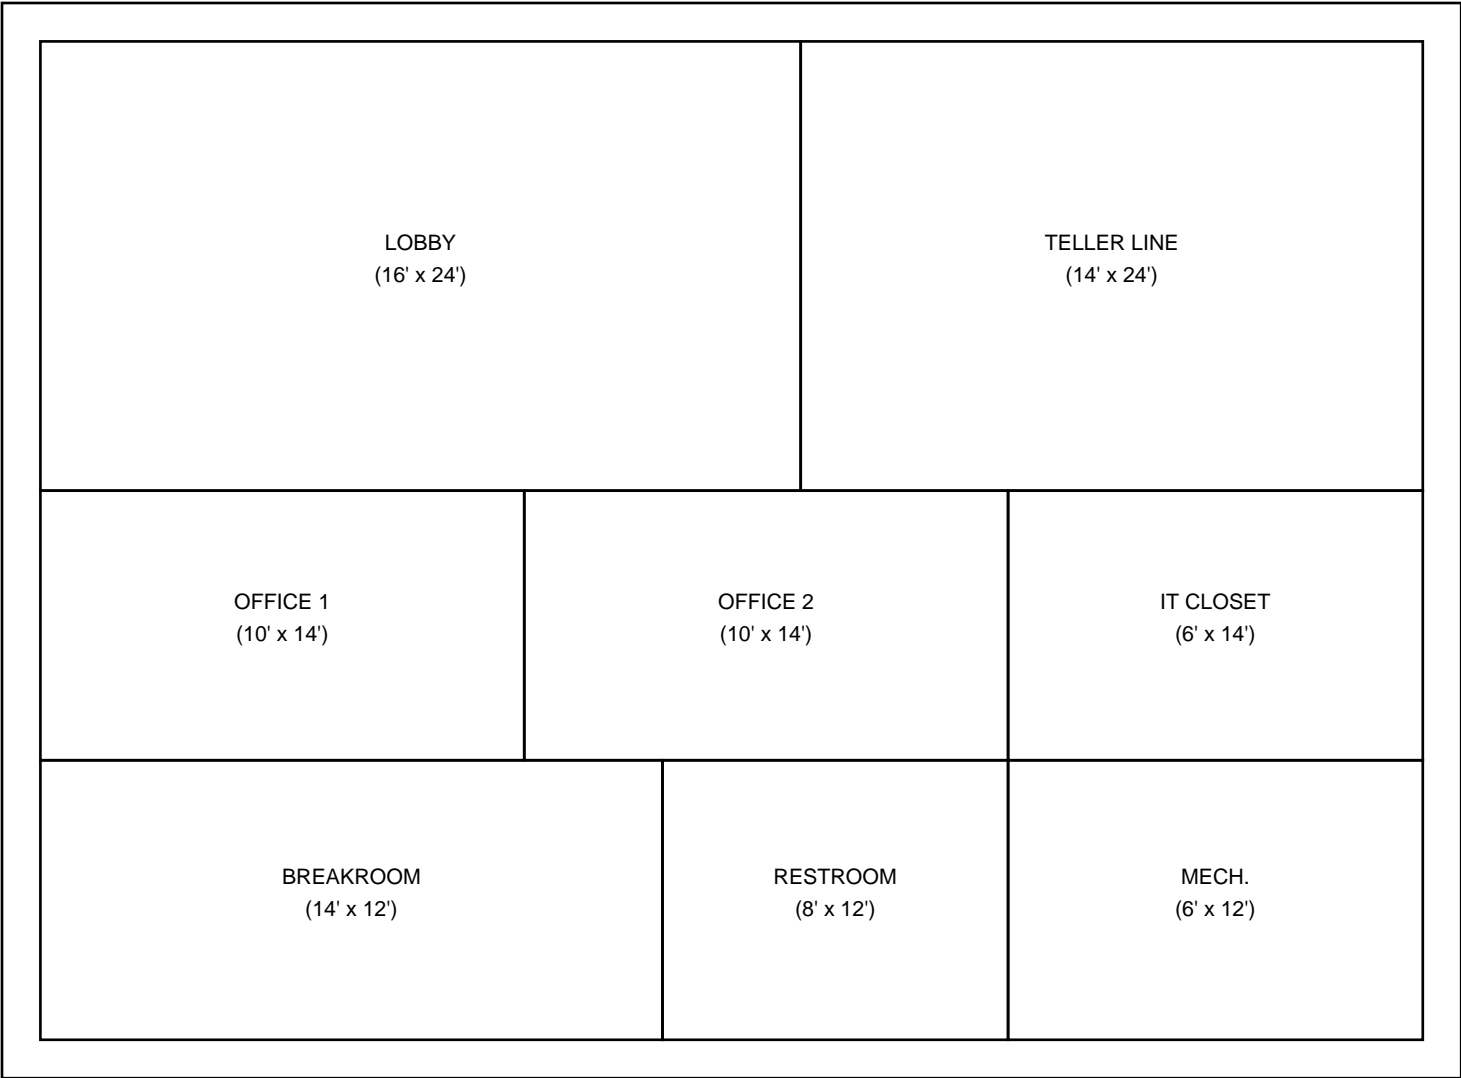 LOBBY
(16' x 24')
TELLER LINE
(14' x 24')
OFFICE 1
(10' x 14')
OFFICE 2
(10' x 14')
IT CLOSET
(6' x 14')
BREAKROOM
(14' x 12')
RESTROOM
(8' x 12')
MECH.
(6' x 12')